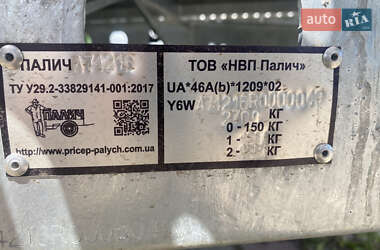 AUTO.RIA
ПАЛИЧ
ТУ У29.2-33829141-001:2017
ПАЛИЧ
http://www.pricep-palych.com.ua
ТОВ «НВП Палич»
UA*46A(b)*1209*02
Y6W
КГ
0 - 150 КГ
1 - КГ
2 - КГ